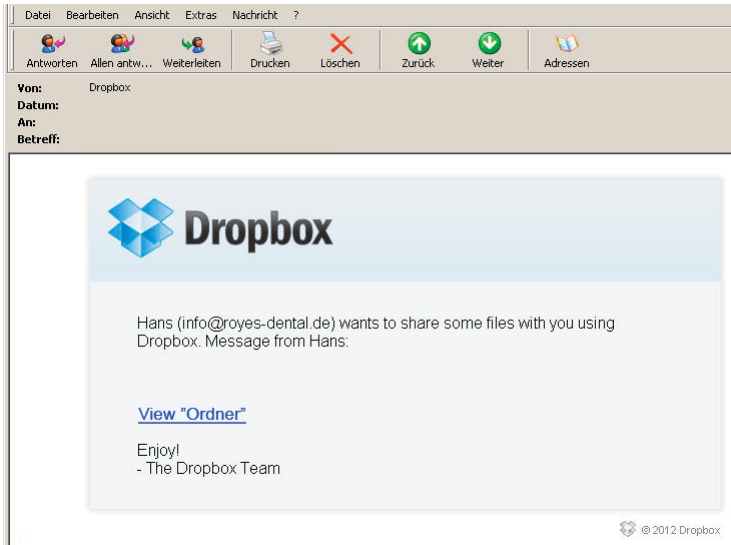 Datei Bearbeiten Ansicht Extras Nachricht ?
Antworten Allen antw... Weiterleiten Drucken Löschen Zurück Weiter Adressen
Von: Dropbox
Datum:
An:
Betreff:
Dropbox
Hans (info@royes-dental.de) wants to share some files with you using
Dropbox. Message from Hans:
View "Ordner"
Enjoy!
- The Dropbox Team
© 2012 Dropbox